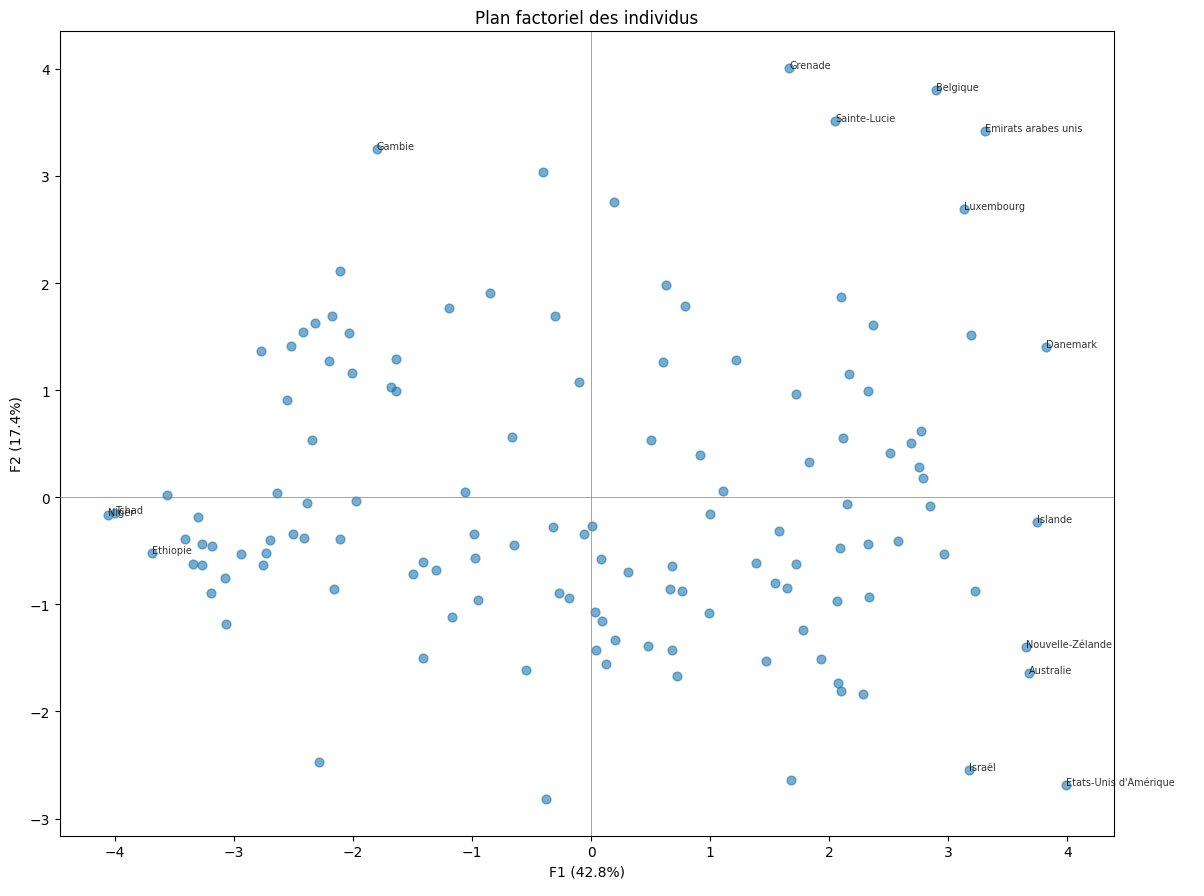 Plan factoriel des individus
Grenade
Belgique
Sainte-Lucie
Emirats arabes unis
Gambie
Luxembourg
Danemark
Tchad
Niger
Islande
Ethiopie
Nouvelle-Zélande
Australie
Israël
Etats-Unis d'Amérique
4
3
2
1
0
−1
−2
−3
F2 (17.4%)
−4 −3 −2 −1 0 1 2 3 4
F1 (42.8%)